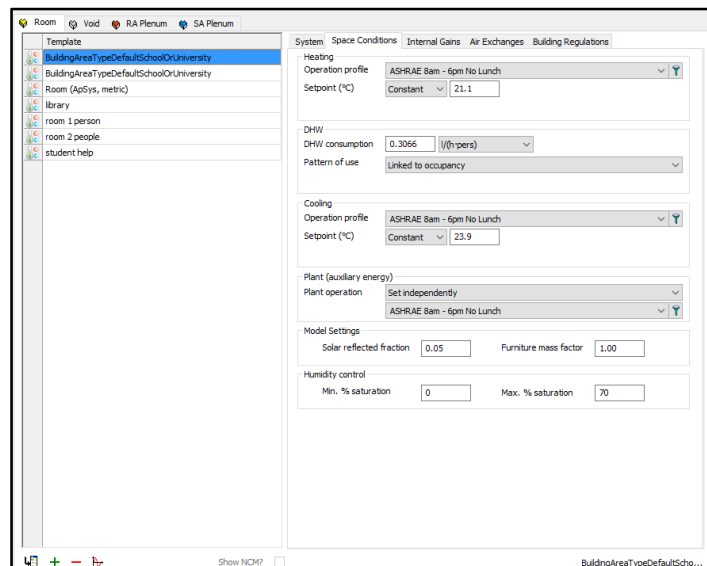 Room Void RA Plenum SA Plenum
Template
BuildingAreaTypeDefaultSchoolOrUniversity
BuildingAreaTypeDefaultSchoolOrUniversity
Room (ApSys, metric)
library
room 1 person
room 2 people
student help
System Space Conditions Internal Gains Air Exchanges Building Regulations
Heating
Operation profile ASHRAE 8am - 6pm No Lunch
Setpoint (°C) Constant 21.1
DHW
DHW consumption 0.3066 l/(h·pers)
Pattern of use Linked to occupancy
Cooling
Operation profile ASHRAE 8am - 6pm No Lunch
Setpoint (°C) Constant 23.9
Plant (auxiliary energy)
Plant operation Set independently
ASHRAE 8am - 6pm No Lunch
Model Settings
Solar reflected fraction 0.05 Furniture mass factor 1.00
Humidity control
Min. % saturation 0 Max. % saturation 70
Show NCM? BuildingAreaTypeDefaultScho...